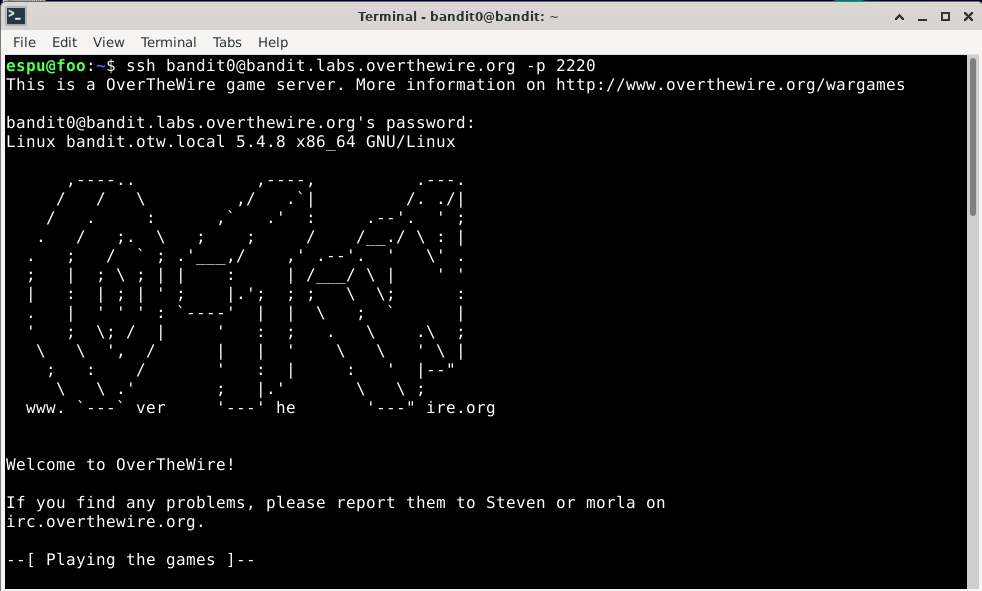 Terminal - bandit0@bandit: ~
File Edit View Terminal Tabs Help
espu@foo:~$ ssh bandit0@bandit.labs.overthewire.org -p 2220
This is a OverTheWire game server. More information on http://www.overthewire.org/wargames
bandit0@bandit.labs.overthewire.org's password:
Linux bandit.otw.local 5.4.8 x86_64 GNU/Linux
www. ver he ire.org
Welcome to OverTheWire!
If you find any problems, please report them to Steven or morla on
irc.overthewire.org.
--[ Playing the games ]--